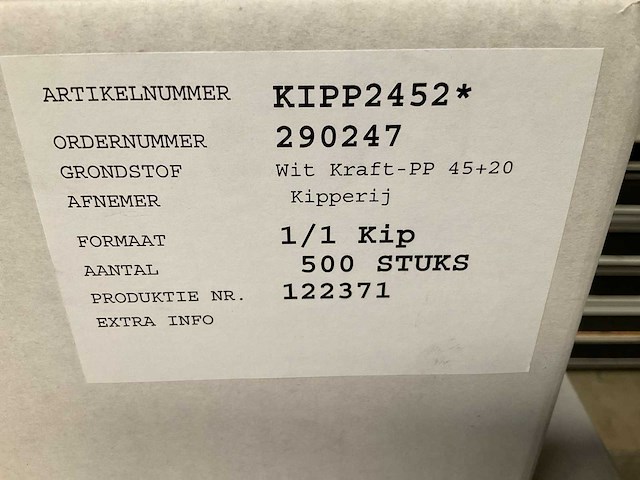 ARTIKELNUMMER KIPP2452*
ORDERNUMMER 290247
GRONDSTOF Wit Kraft-PP 45+20
AFNEMER Kipperij
FORMAAT 1/1 Kip
AANTAL 500 STUKS
PRODUKTIE NR. 122371
EXTRA INFO